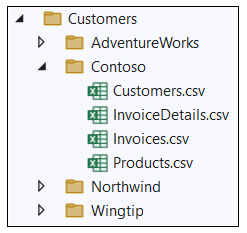 Customers
AdventureWorks
Contoso
Customers.csv
InvoiceDetails.csv
Invoices.csv
Products.csv
Northwind
Wingtip